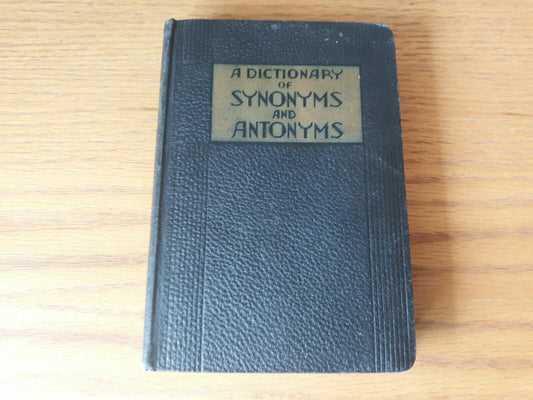 A DICTIONARY
OF
SYNONYMS
AND
ANTONYMS